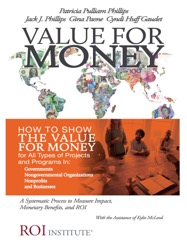 Patricia Pulliam Phillips
Jack J. Phillips Gina Paone Cyndi Huff Gaudet
VALUE FOR
MONEY
HOW TO SHOW
THE VALUE FOR
MONEY
for All Types of Projects
and Programs In:
Governments
Nongovernmental Organizations
Nonprofits
and Businesses
A Systematic Process to Measure Impact,
Monetary Benefits, and ROI
With the Assistance of Kylie McLeod
ROI INSTITUTE®